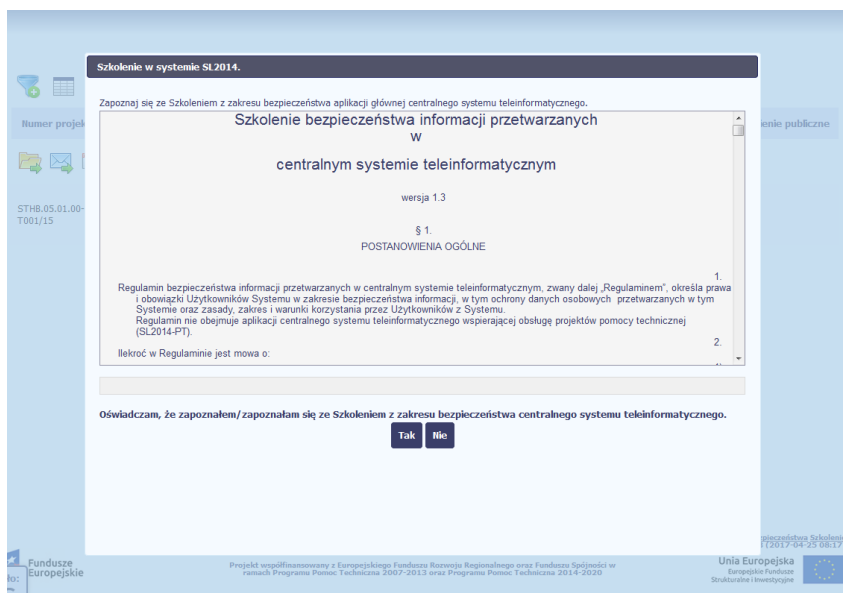 Szkolenie w systemie SL2014.
Zapoznaj się ze Szkoleniem z zakresu bezpieczeństwa aplikacji głównej centralnego systemu teleinformatycznego.
Szkolenie bezpieczeństwa informacji przetwarzanych
w
centralnym systemie teleinformatycznym
wersja 1.3
§ 1.
POSTANOWIENIA OGÓLNE
1.
Regulamin bezpieczeństwa informacji przetwarzanych w centralnym systemie teleinformatycznym, zwany dalej „Regulaminem”, określa prawa
i obowiązki Użytkowników Systemu w zakresie bezpieczeństwa informacji, w tym ochrony danych osobowych przetwarzanych w tym
Systemie oraz zasady, zakres i warunki korzystania przez Użytkowników z Systemu.
Regulamin nie obejmuje aplikacji centralnego systemu teleinformatycznego wspierającej obsługę projektów pomocy technicznej
(SL2014-PT).
2.
Ilekroć w Regulaminie jest mowa o:
Numer projek
enie publiczne
STHB.05.01.00-
T001/15
Oświadczam, że zapoznałem/zapoznałam się ze Szkoleniem z zakresu bezpieczeństwa centralnego systemu teleinformatycznego.
Tak Nie
(2017-04-25 08:17
Fundusze
Europejskie
Projekt współfinansowany z Europejskiego Funduszu Rozwoju Regionalnego oraz Funduszu Spójności w
ramach Programu Pomoc Techniczna 2007-2013 oraz Programu Pomoc Techniczna 2014-2020
Unia Europejska
Europejskie Fundusze
Strukturalne i Inwestycyjne